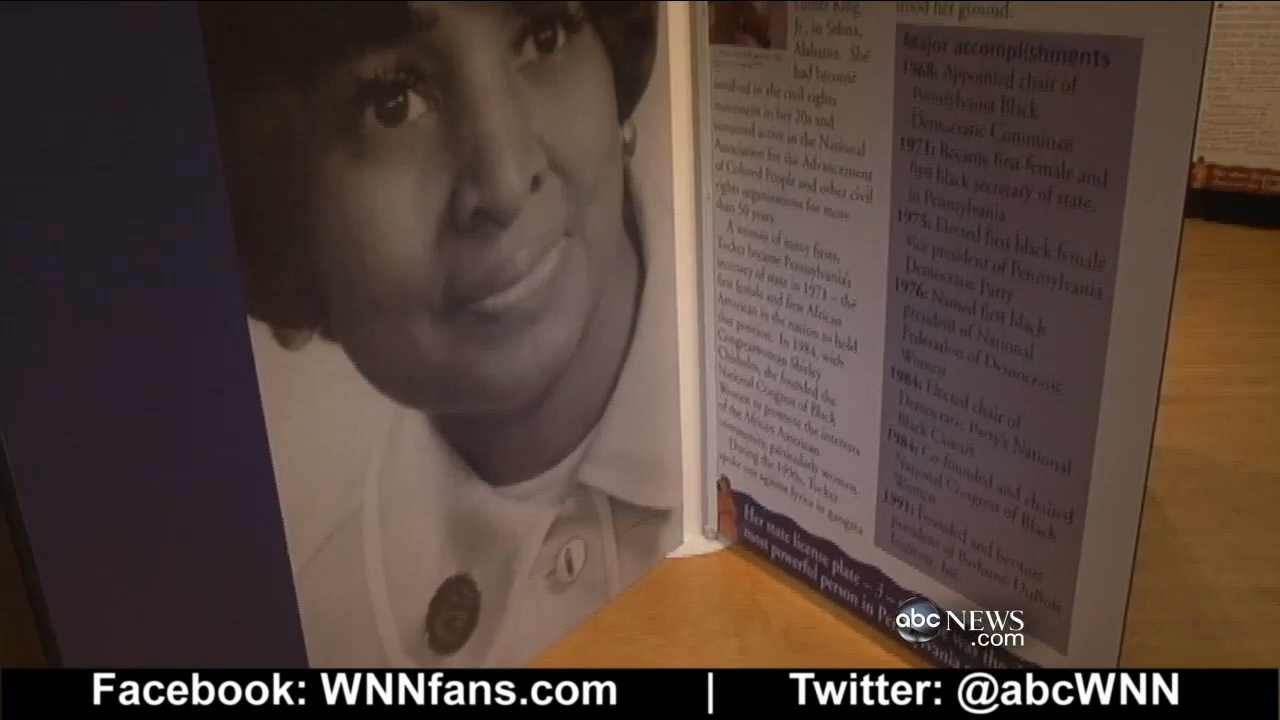 Luther King,
Jr., in Selma,
Alabama. She
had become
involved in the civil rights
movement in her 20s and
remained active in the National
Association for the Advancement
of Colored People and other civil
rights organizations for more
than 50 years.
A woman of many firsts,
Tucker became Pennsylvania's
secretary of state in 1971 – the
first female and first African
American in the nation to hold
that position. In 1984, with
Congresswoman Shirley
Chisholm, she founded the
National Congress of Black
Women to promote the interests
of the African American
community, particularly women.
During the 1990s, Tucker
spoke out against lyrics in gangsta
her ground.
Major accomplishments
1968: Appointed chair of
Pennsylvania Black
Democratic Committee
1971: Became first female and
first black secretary of state,
in Pennsylvania
1975: Elected first black female
vice president of Pennsylvania
Democratic Party
1976: Named first black
president of National
Federation of Democratic
Women
1984: Elected chair of
Democratic Party's National
Black Caucus
1984: Co founded and chaired
National Congress of Black
Women
1991: Founded and became
president of Bethune-DuBois
Institute, Inc.
Her state license plate – 3 –
most powerful person in
way the
abc NEWS
.com
Facebook: WNNfans.com | Twitter: @abcWNN